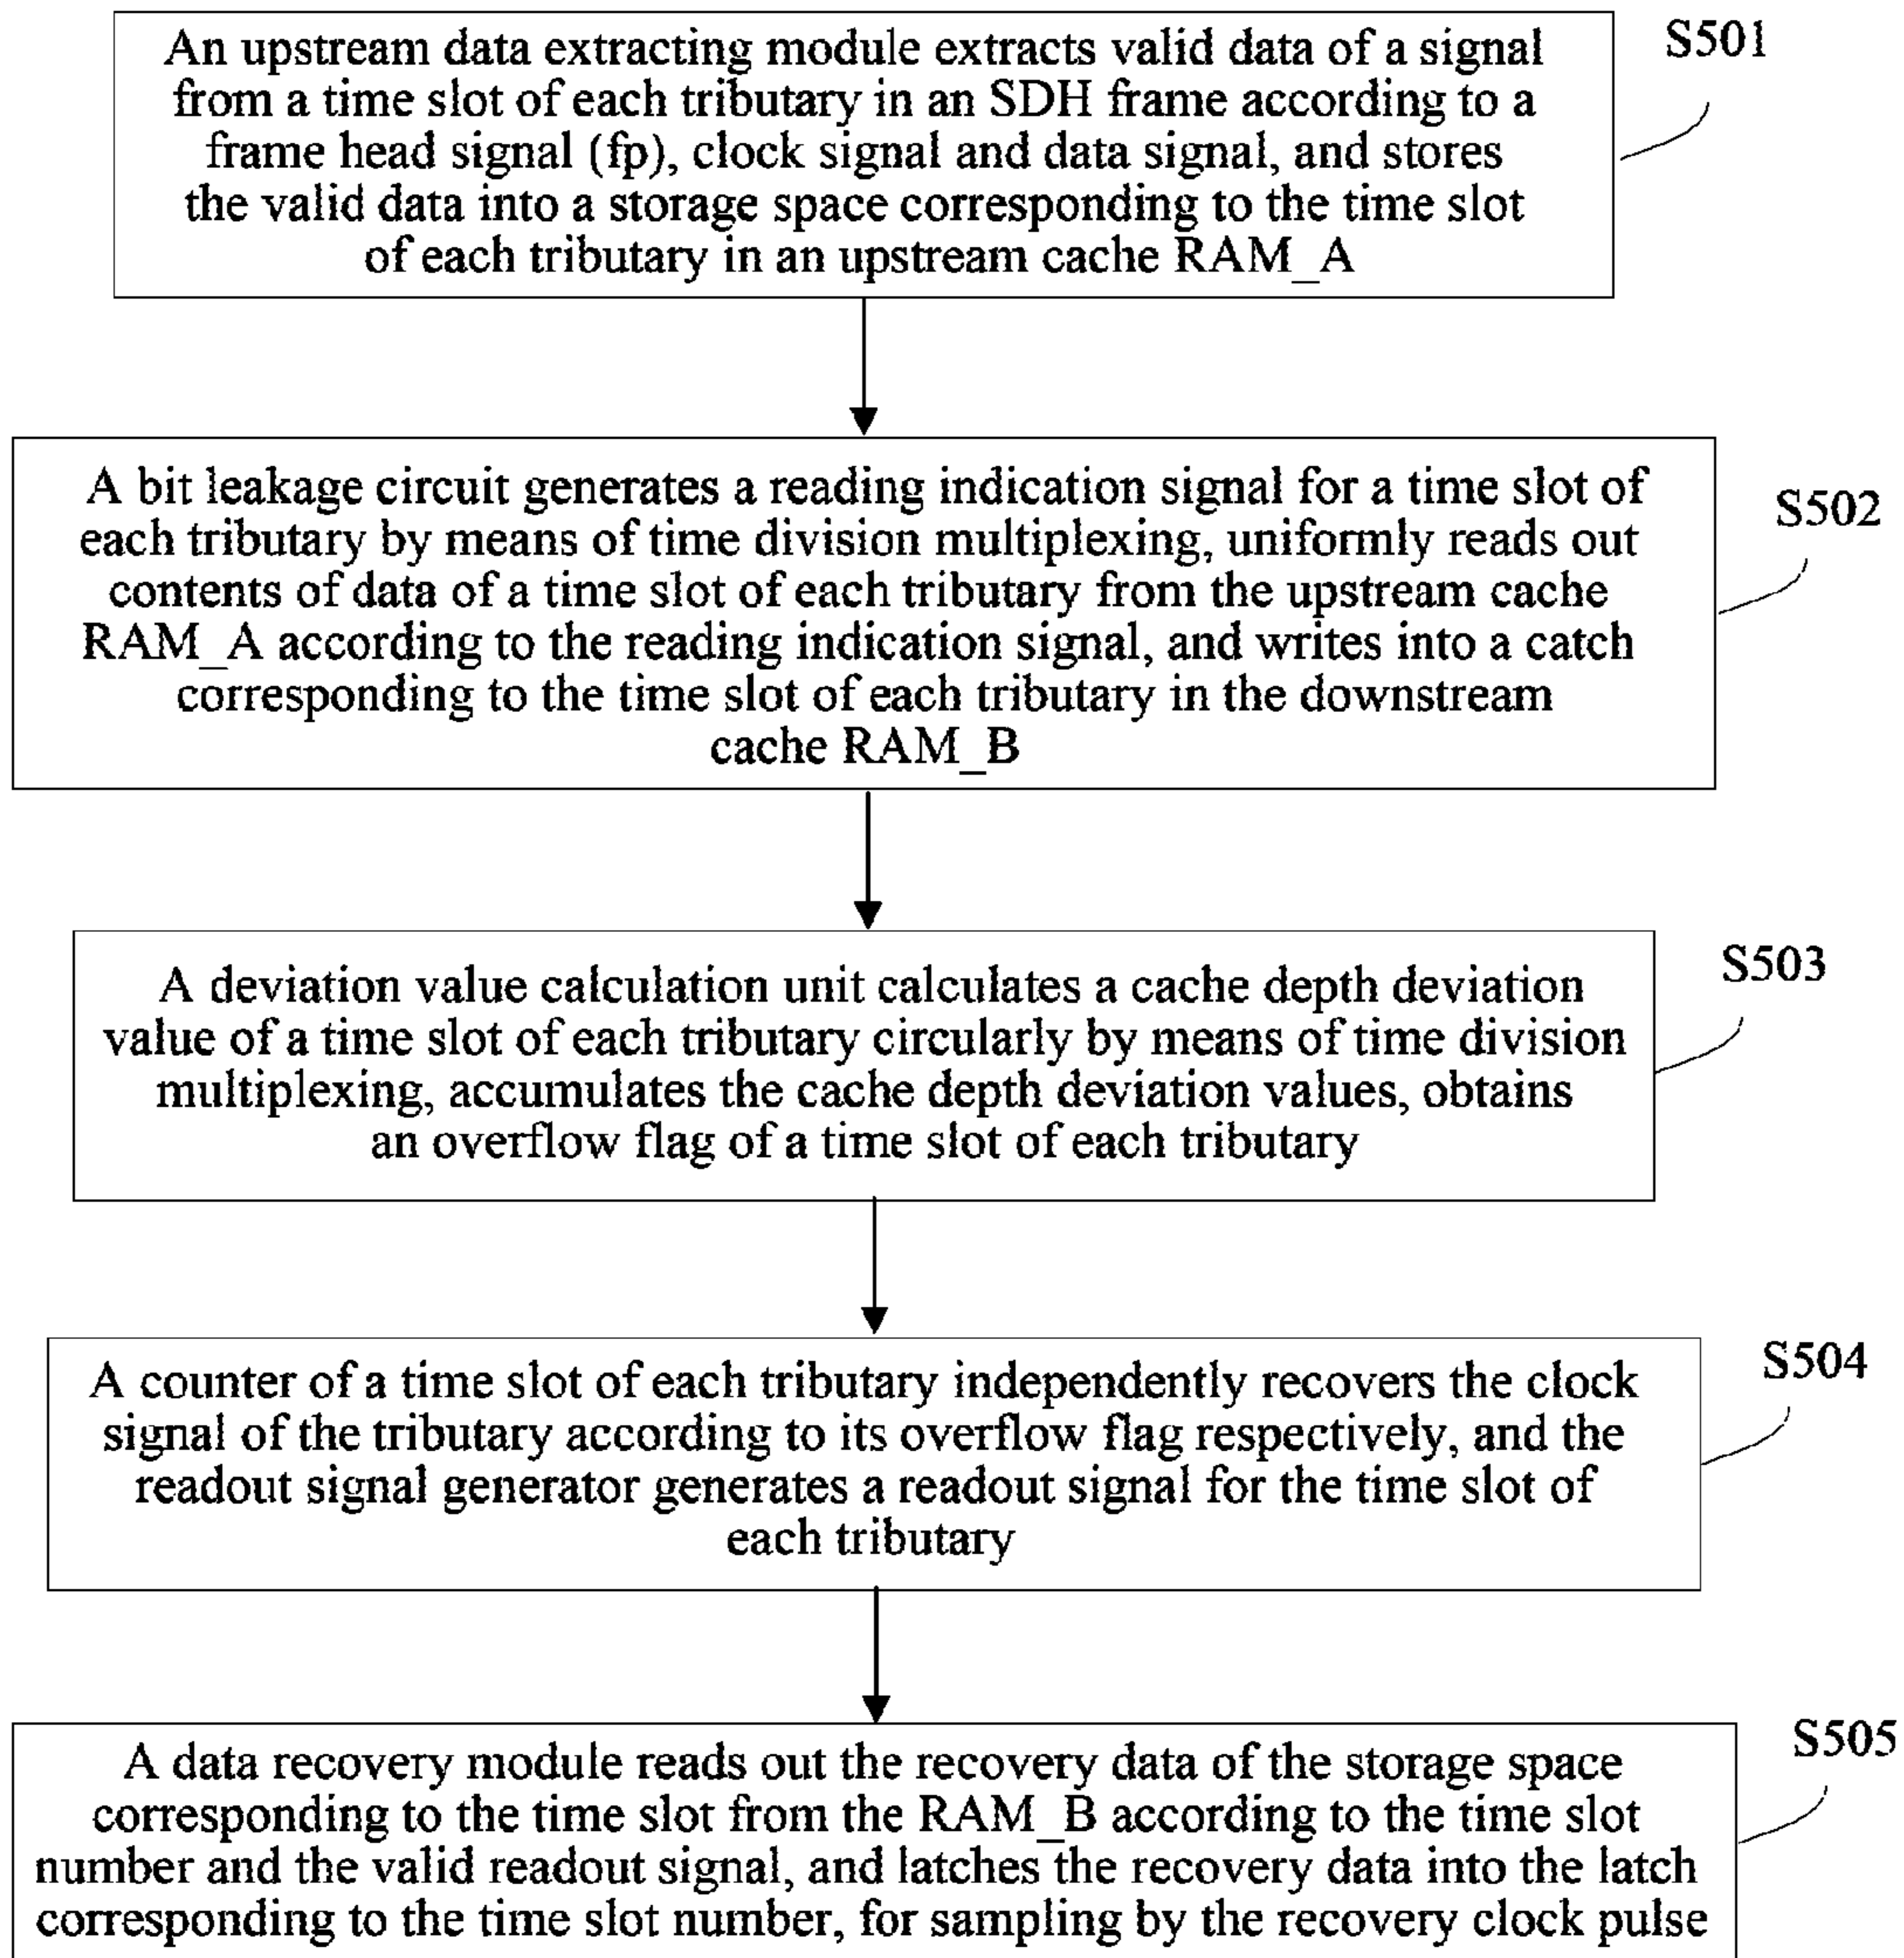 An upstream data extracting module extracts valid data of a signal
from a time slot of each tributary in an SDH frame according to a
frame head signal (fp), clock signal and data signal, and stores
the valid data into a storage space corresponding to the time slot
of each tributary in an upstream cache RAM_A
S501
A bit leakage circuit generates a reading indication signal for a time slot of
each tributary by means of time division multiplexing, uniformly reads out
contents of data of a time slot of each tributary from the upstream cache
RAM_A according to the reading indication signal, and writes into a catch
corresponding to the time slot of each tributary in the downstream
cache RAM_B
S502
A deviation value calculation unit calculates a cache depth deviation
value of a time slot of each tributary circularly by means of time division
multiplexing, accumulates the cache depth deviation values, obtains
an overflow flag of a time slot of each tributary
S503
A counter of a time slot of each tributary independently recovers the clock
signal of the tributary according to its overflow flag respectively, and the
readout signal generator generates a readout signal for the time slot of
each tributary
S504
A data recovery module reads out the recovery data of the storage space
corresponding to the time slot from the RAM_B according to the time slot
number and the valid readout signal, and latches the recovery data into the latch
corresponding to the time slot number, for sampling by the recovery clock pulse
S505